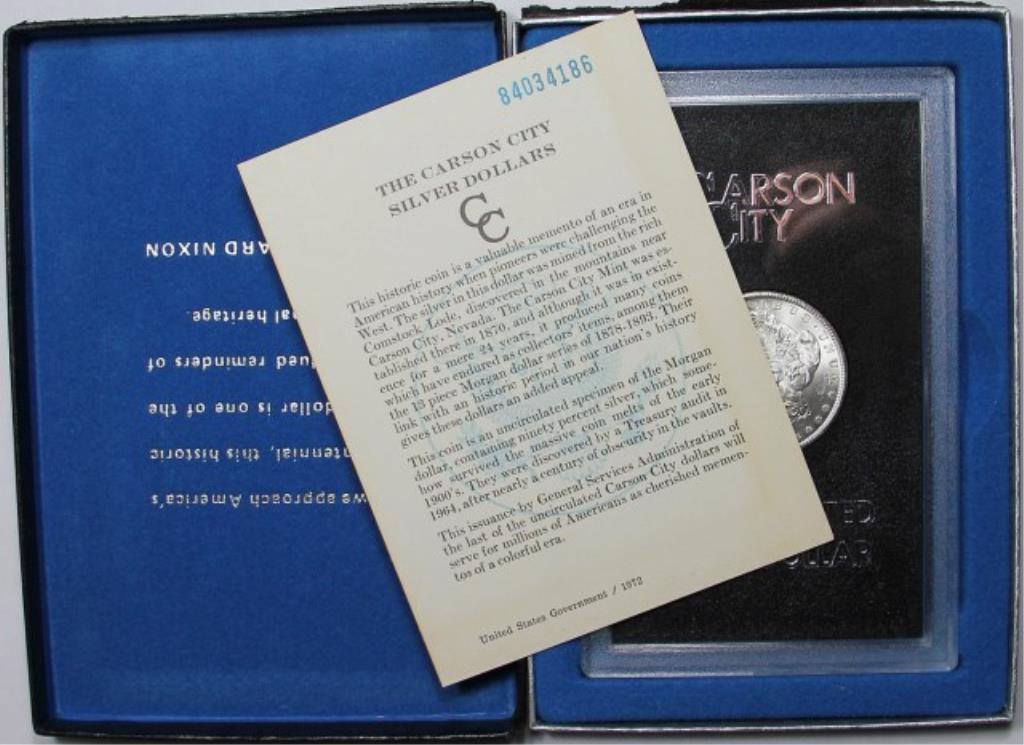 84034186
THE CARSON CITY
SILVER DOLLARS
CC
This historic coin is a valuable memento of an era in
American history when pioneers were challenging the
West. The silver in this dollar was mined from the rich
Comstock Lode, discovered in the mountains near
Carson City, Nevada. The Carson City Mint was es-
tablished there in 1870, and although it was in exist-
ence for a mere 24 years, it produced many coins
which have endured as collectors items, among them
the 13 piece Morgan dollar series of 1878-1893. Their
link with an historic period in our nation's history
gives these dollars an added appeal.
This coin is an uncirculated specimen of the Morgan
dollar, containing ninety percent silver, which some-
how survived the massive coin melts of the early
1900's. They were discovered by a Treasury audit in
1964, after nearly a century of obscurity in the vaults.
This issuance by General Services Administration of
the last of the uncirculated Carson City dollars will
serve for millions of Americans as cherished memen-
tos of a colorful era.
United States Government / 1972
we approach America's
ntennial, this historic
dollar is one of the
lued reminders of
nal heritage.
ARD NIXON
CARSON
CITY
TED
OLLAR